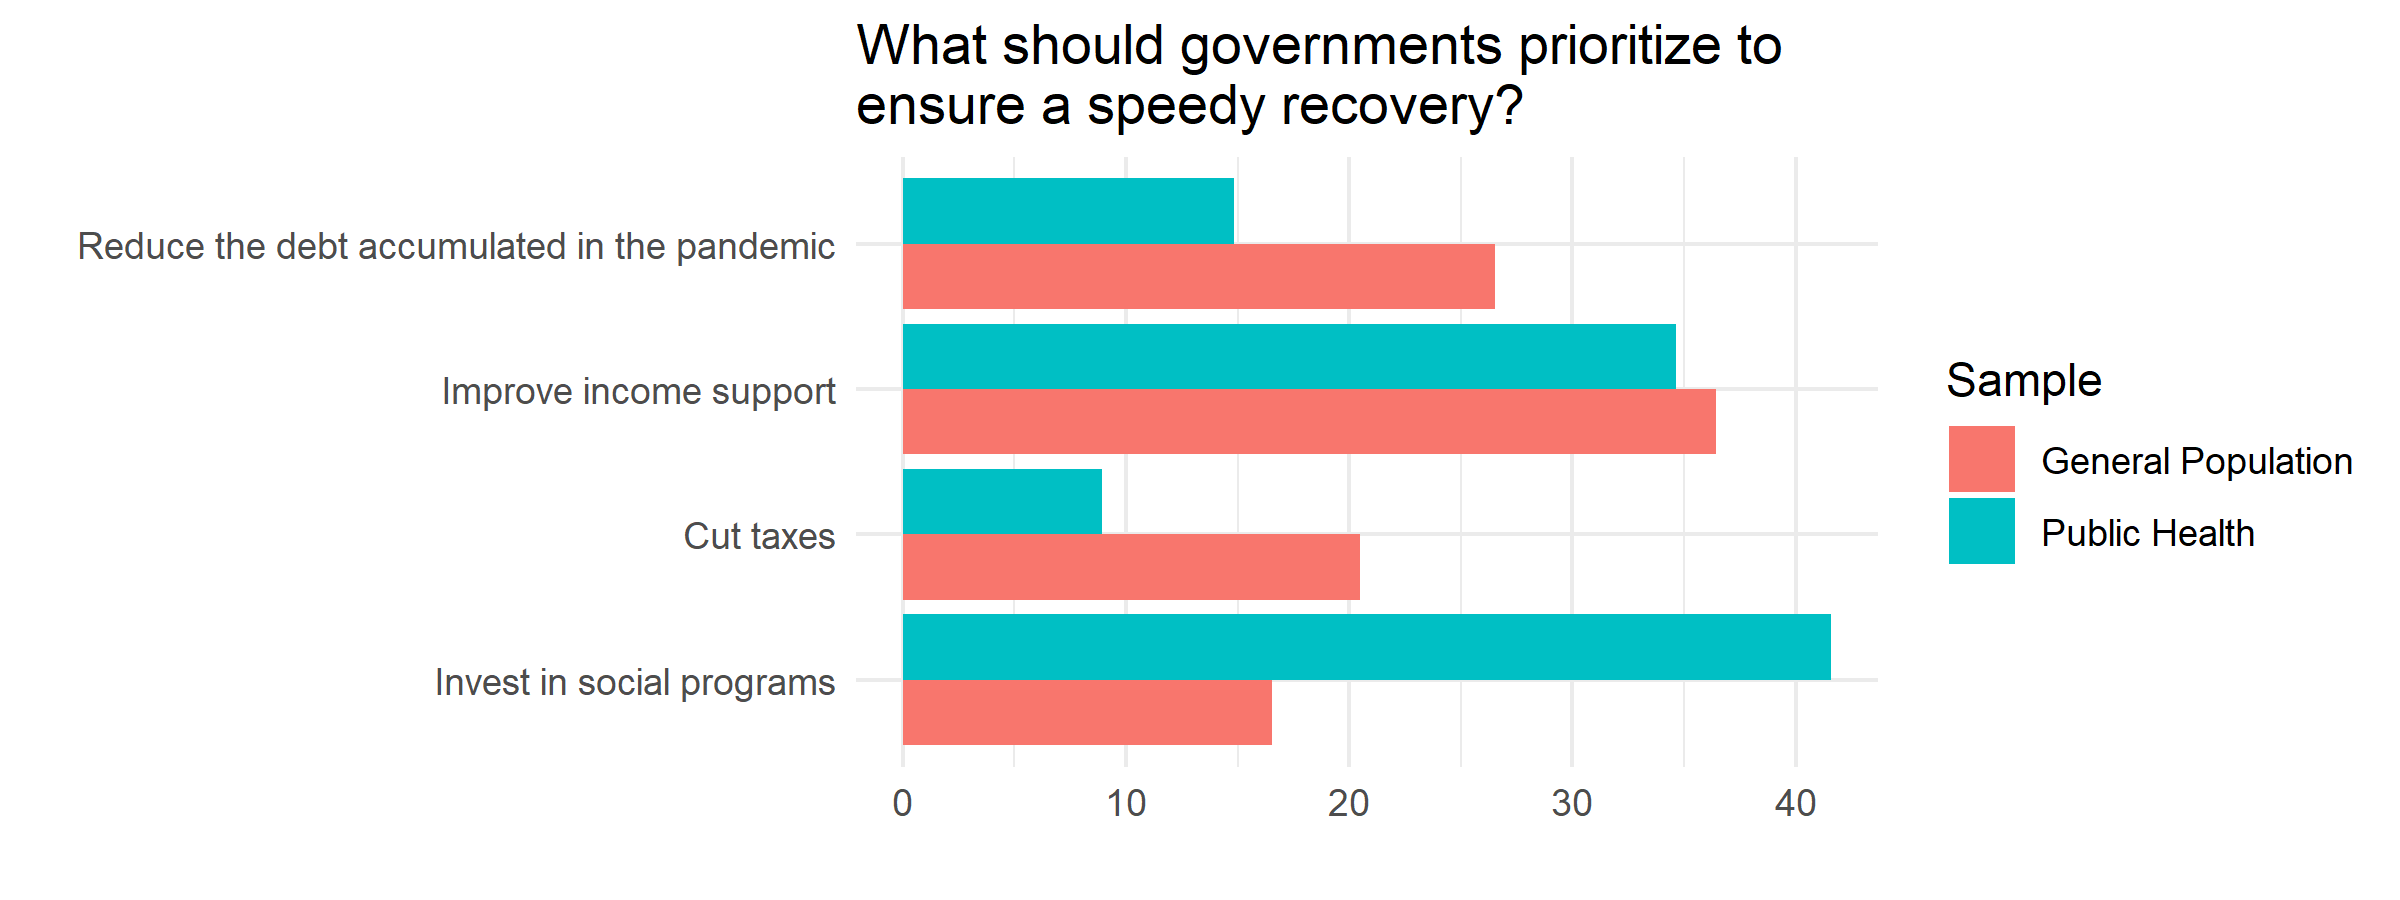 What should governments prioritize to
ensure a speedy recovery?
Reduce the debt accumulated in the pandemic
Improve income support
Cut taxes
Invest in social programs
0 10 20 30 40
Sample
General Population
Public Health